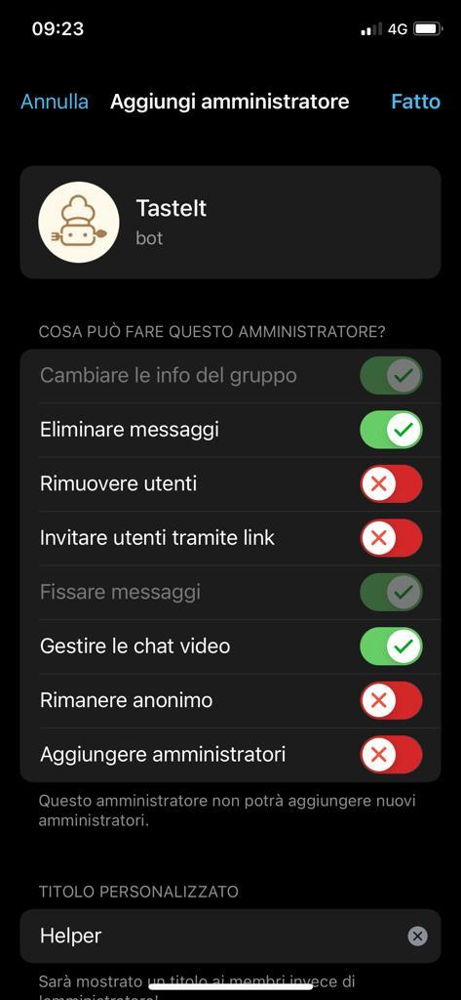 09:23
4G
Annulla
Aggiungi amministratore
Fatto
TasteIt
bot
COSA PUÒ FARE QUESTO AMMINISTRATORE?
Cambiare le info del gruppo
Eliminare messaggi
Rimuovere utenti
Invitare utenti tramite link
Fissare messaggi
Gestire le chat video
Rimanere anonimo
Aggiungere amministratori
Questo amministratore non potrà aggiungere nuovi
amministratori.
TITOLO PERSONALIZZATO
Helper
Sarà mostrato un titolo ai membri invece di
'amministratore'